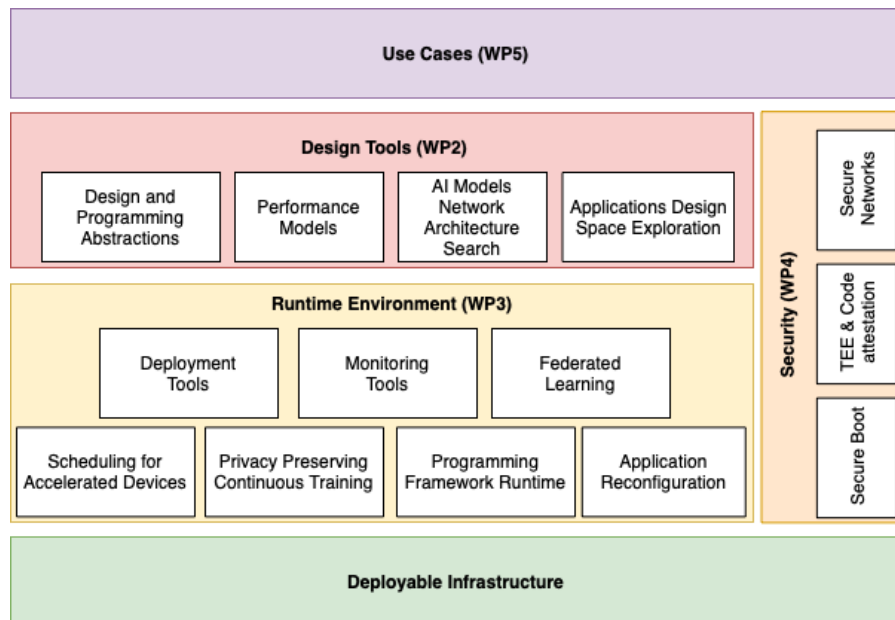 Use Cases (WP5)
Design Tools (WP2)
Design and
Programming
Abstractions
Performance
Models
AI Models
Network
Architecture
Search
Applications Design
Space Exploration
Runtime Environment (WP3)
Deployment
Tools
Monitoring
Tools
Federated
Learning
Scheduling for
Accelerated Devices
Privacy Preserving
Continuous Training
Programming
Framework Runtime
Application
Reconfiguration
Security (WP4)
Secure
Networks
TEE & Code
attestation
Secure Boot
Deployable Infrastructure